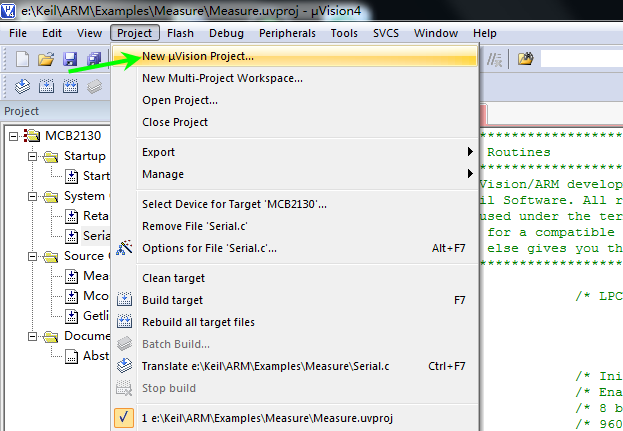 e:\Keil\ARM\Examples\Measure\Measure.uvproj - µVision4
File Edit View Project Flash Debug Peripherals Tools SVCS Window Help
New µVision Project...
New Multi-Project Workspace...
Open Project...
Close Project
Export
Manage
Select Device for Target 'MCB2130'...
Remove File 'Serial.c'
Options for File 'Serial.c'... Alt+F7
Clean target
Build target F7
Rebuild all target files
Batch Build...
Translate e:\Keil\ARM\Examples\Measure\Serial.c Ctrl+F7
Stop build
1 e:\Keil\ARM\Examples\Measure\Measure.uvproj
Project
MCB2130
Startup
Start
System
Reta
Seria
Source
Meas
Mco
Getli
Docume
Abst
*********************
Routines
*********************
Vision/ARM develop
il Software. All r
used under the ter
for a compatible
else gives you th
*********************
/* LPC
/* Ini
/* Ena
/* 8 b
/* 960